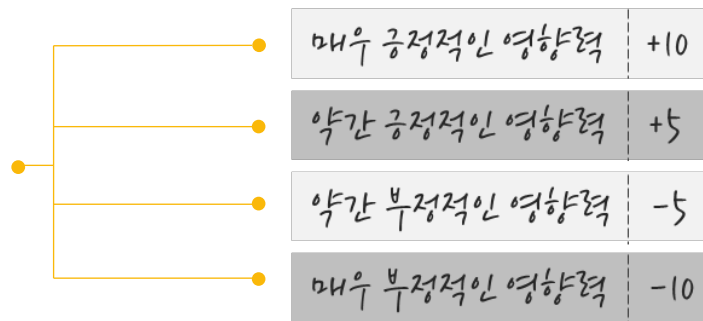 매우 긍정적인 영향력 +10
약간 긍정적인 영향력 +5
약간 부정적인 영향력 -5
매우 부정적인 영향력 -10